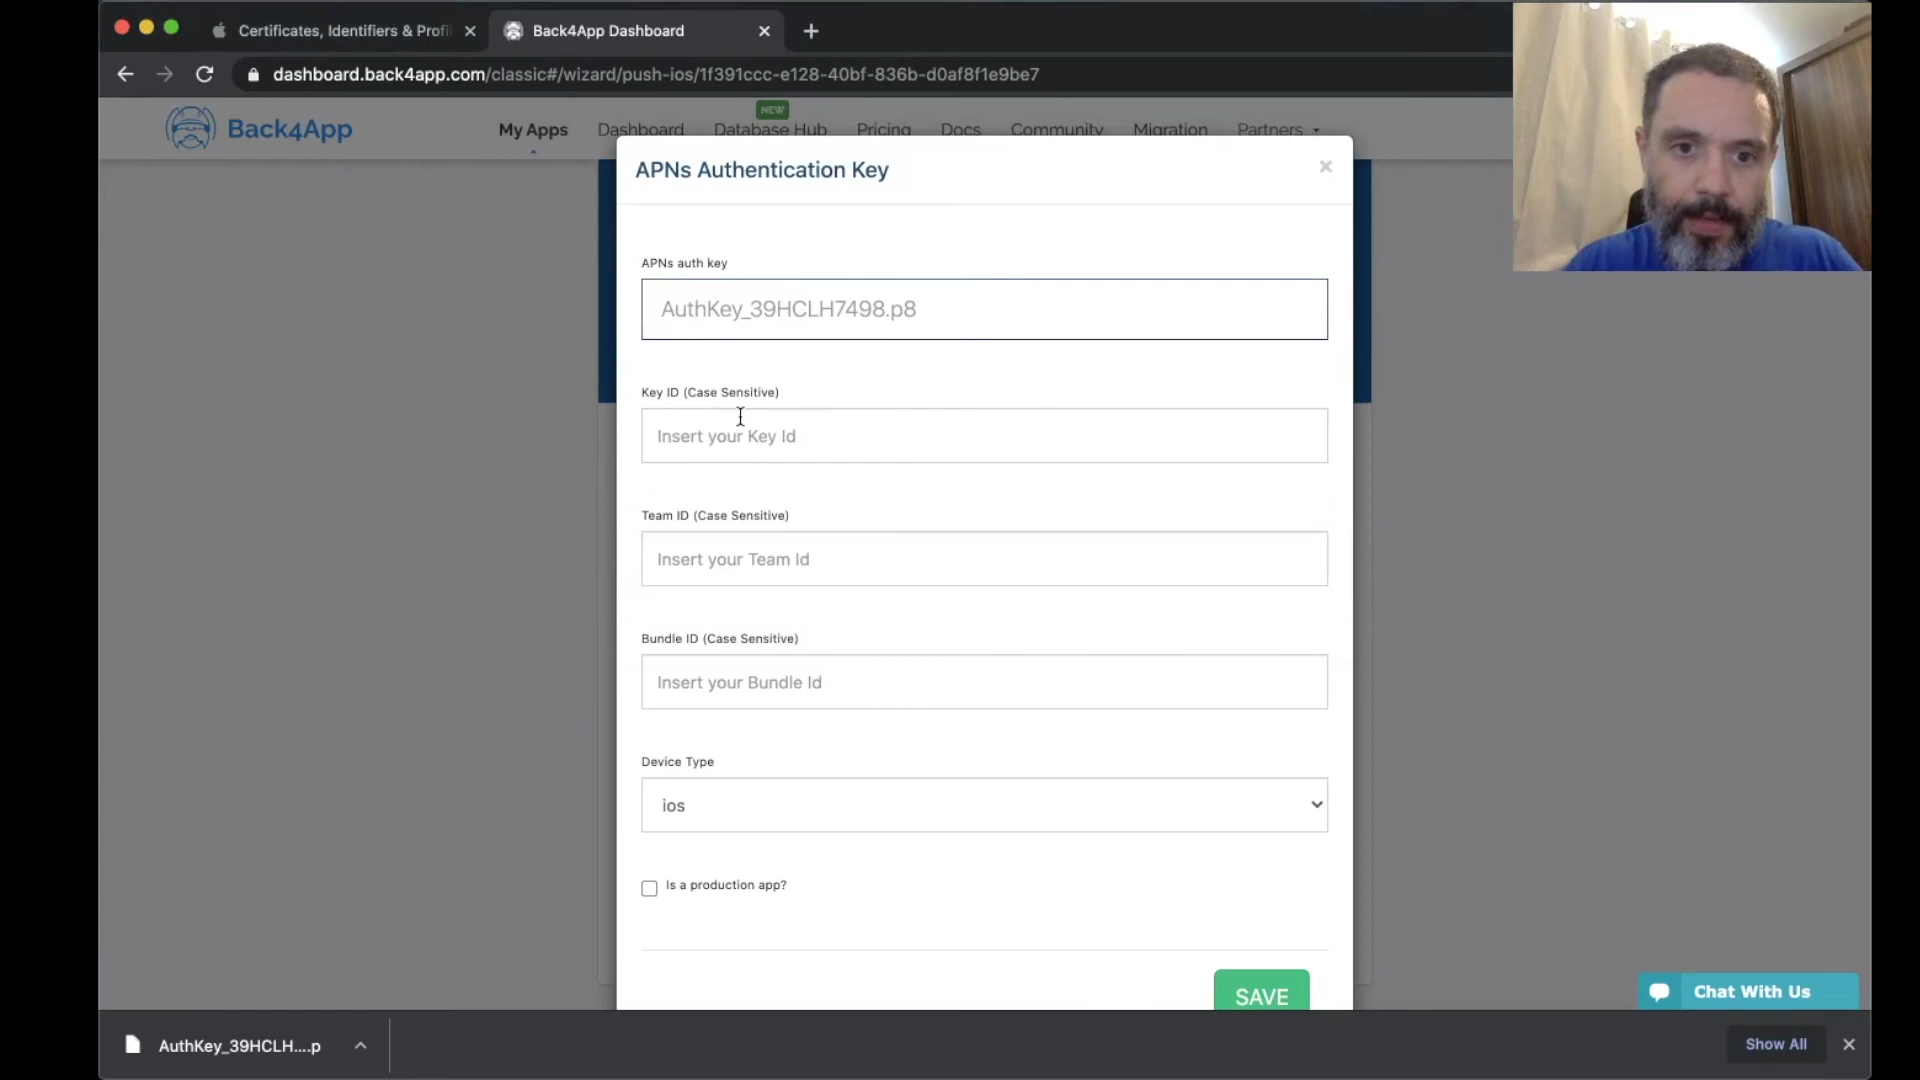 Certificates, Identifiers & Profil
Back4App Dashboard
dashboard.back4app.com/classic#/wizard/push-ios/1f391ccc-e128-40bf-836b-d0af8f1e9be7
NEW
Back4App
My Apps
Dashboard
Database Hub
Pricing
Docs
Community
Migration
Partners
APNs Authentication Key
APNs auth key
AuthKey_39HCLH7498.p8
Key ID (Case Sensitive)
Insert your Key Id
Team ID (Case Sensitive)
Insert your Team Id
Bundle ID (Case Sensitive)
Insert your Bundle Id
Device Type
ios
Is a production app?
SAVE
Chat With Us
AuthKey_39HCLH....p
Show All